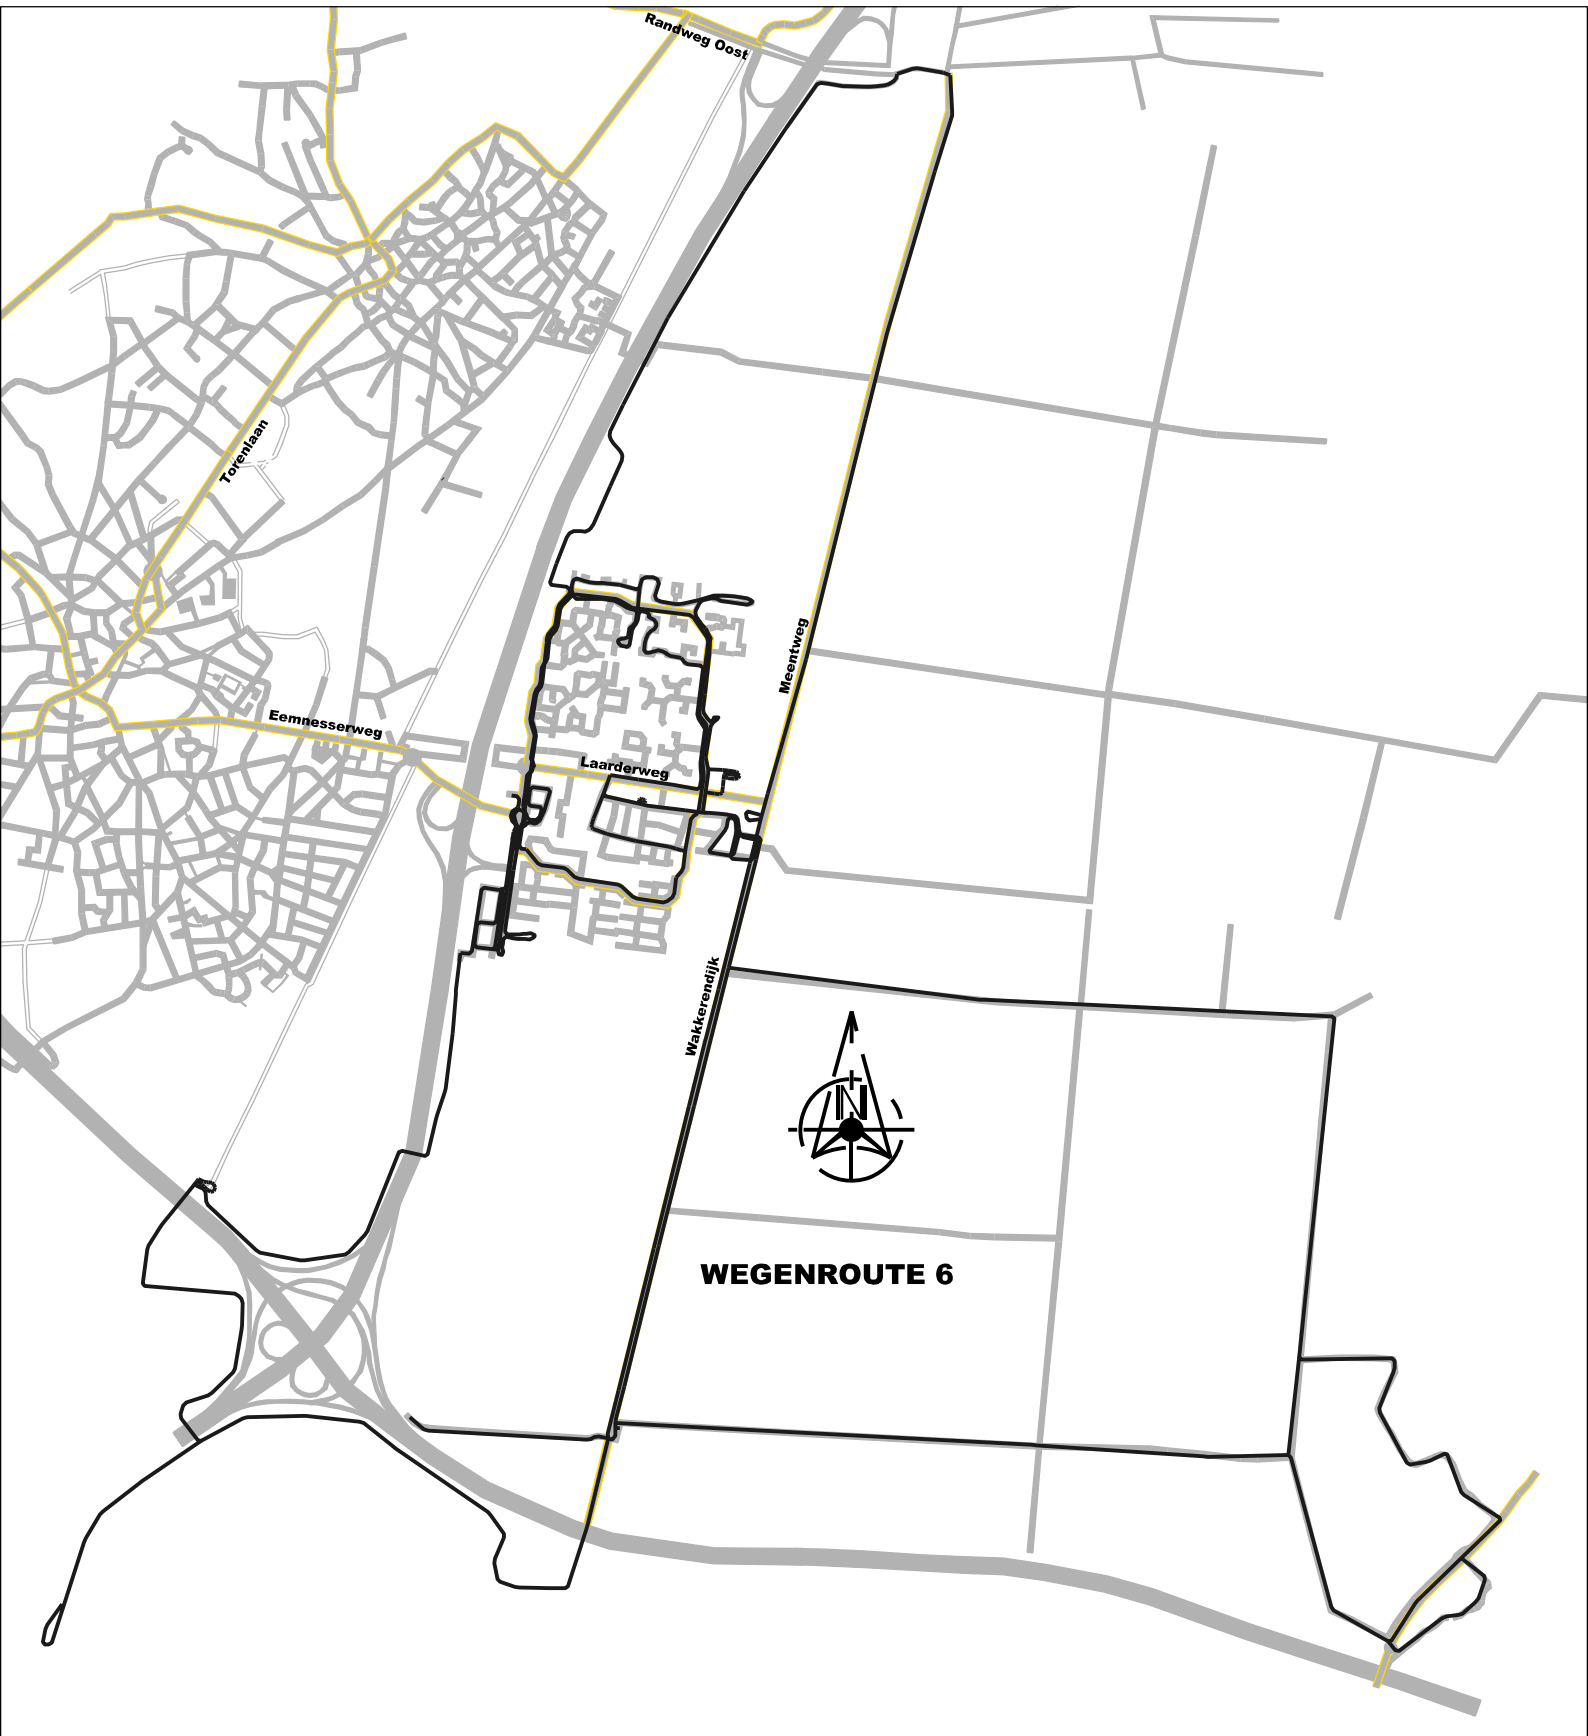 Randweg Oost
Torenlaan
Meentweg
Eemnesserweg
Laarderweg
Wakkerendijk
N
WEGENROUTE 6